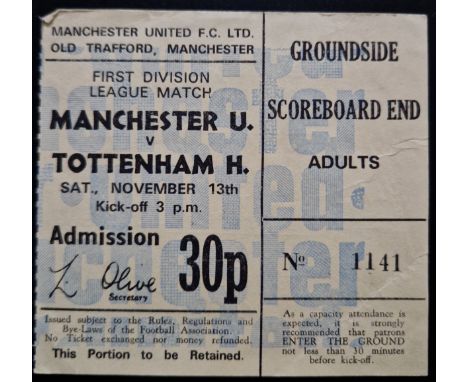 MANCHESTER UNITED F.C. LTD.
OLD TRAFFORD, MANCHESTER
FIRST DIVISION
LEAGUE MATCH
MANCHESTER U.
V
TOTTENHAM H.
SAT., NOVEMBER 13th
Kick-off 3 p.m.
Admission 30p
L. Olive
Secretary
Issued subject to the Rules, Regulations and
Bye-Laws of the Football Association.
No Ticket exchanged nor money refunded.
This Portion to be Retained.
GROUNDSIDE
SCOREBOARD END
ADULTS
No 1141
As a capacity attendance is
expected, it is strongly
recommended that patrons
ENTER THE GROUND
not less than 30 minutes
before kick-off.